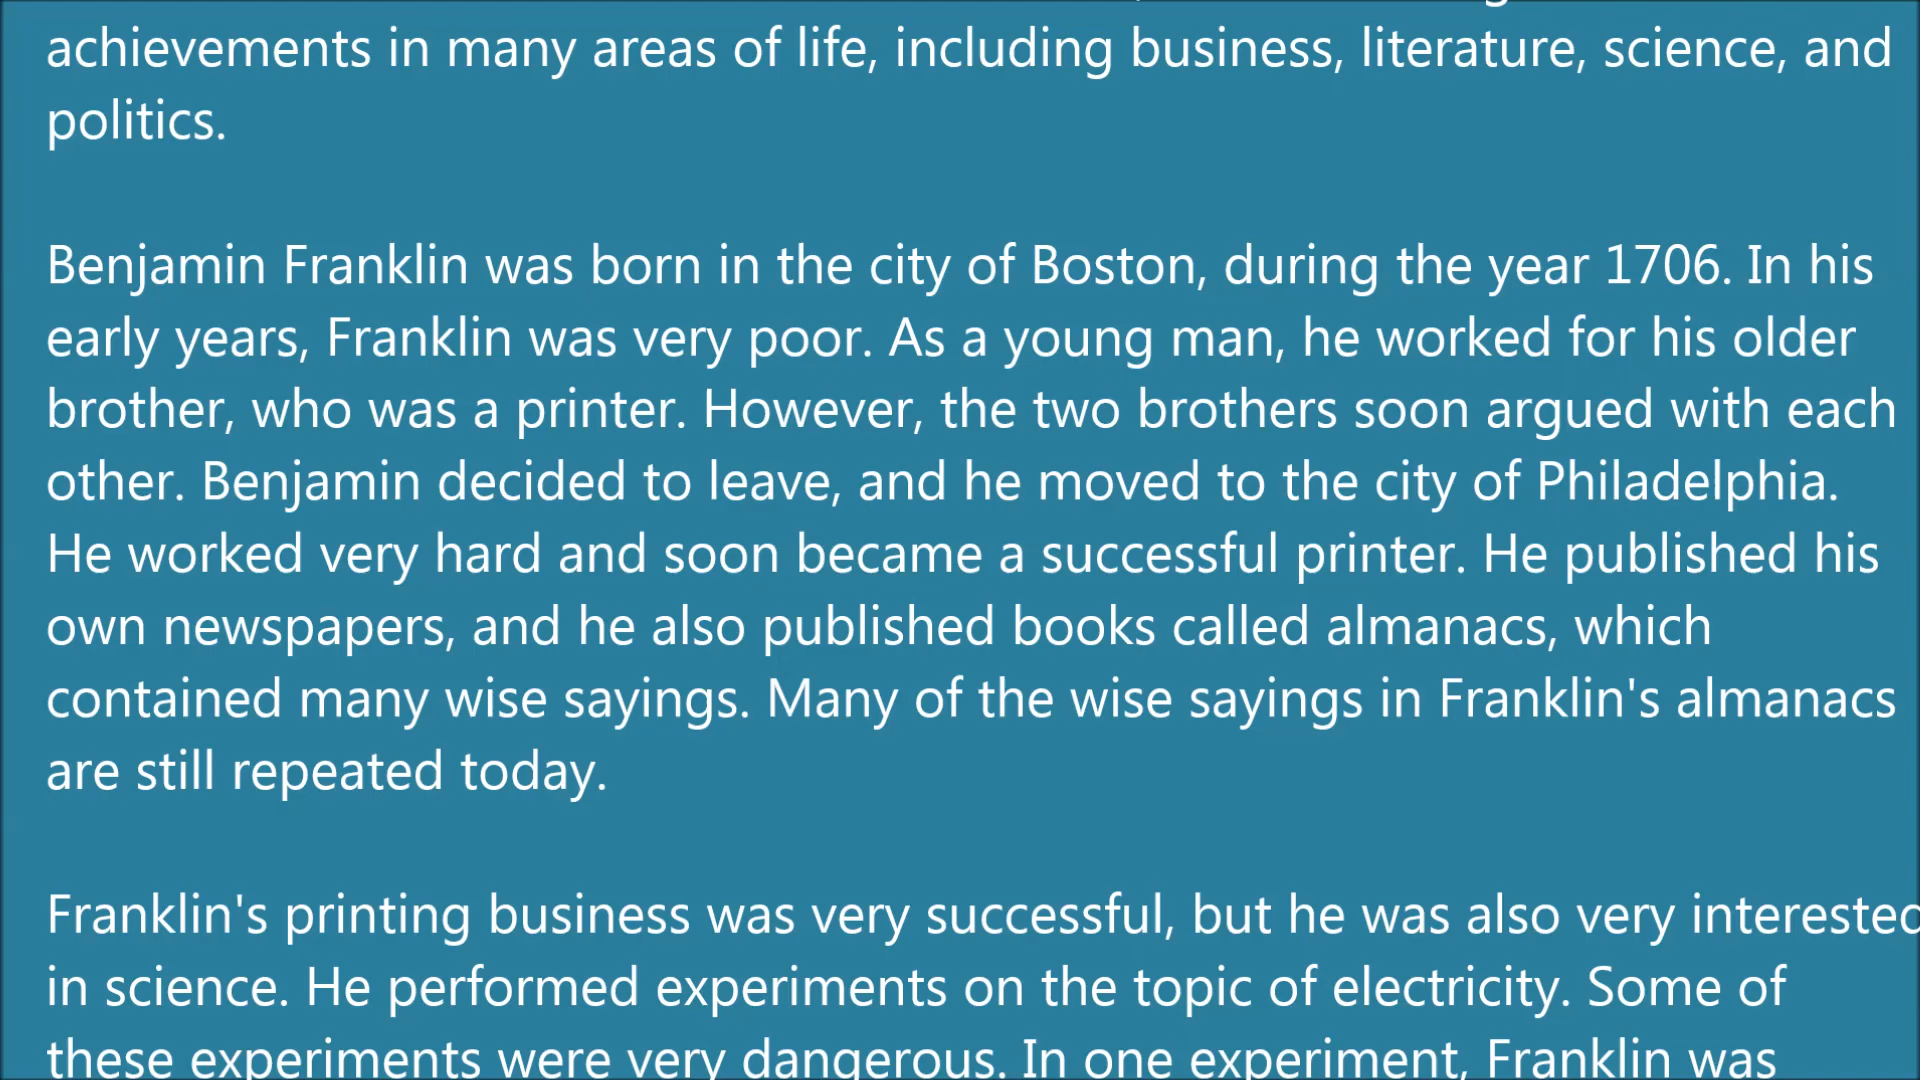 achievements in many areas of life, including business, literature, science, and
politics.
Benjamin Franklin was born in the city of Boston, during the year 1706. In his
early years, Franklin was very poor. As a young man, he worked for his older
brother, who was a printer. However, the two brothers soon argued with each
other. Benjamin decided to leave, and he moved to the city of Philadelphia.
He worked very hard and soon became a successful printer. He published his
own newspapers, and he also published books called almanacs, which
contained many wise sayings. Many of the wise sayings in Franklin's almanacs
are still repeated today.
Franklin's printing business was very successful, but he was also very interested
in science. He performed experiments on the topic of electricity. Some of
these experiments were very dangerous. In one experiment, Franklin was